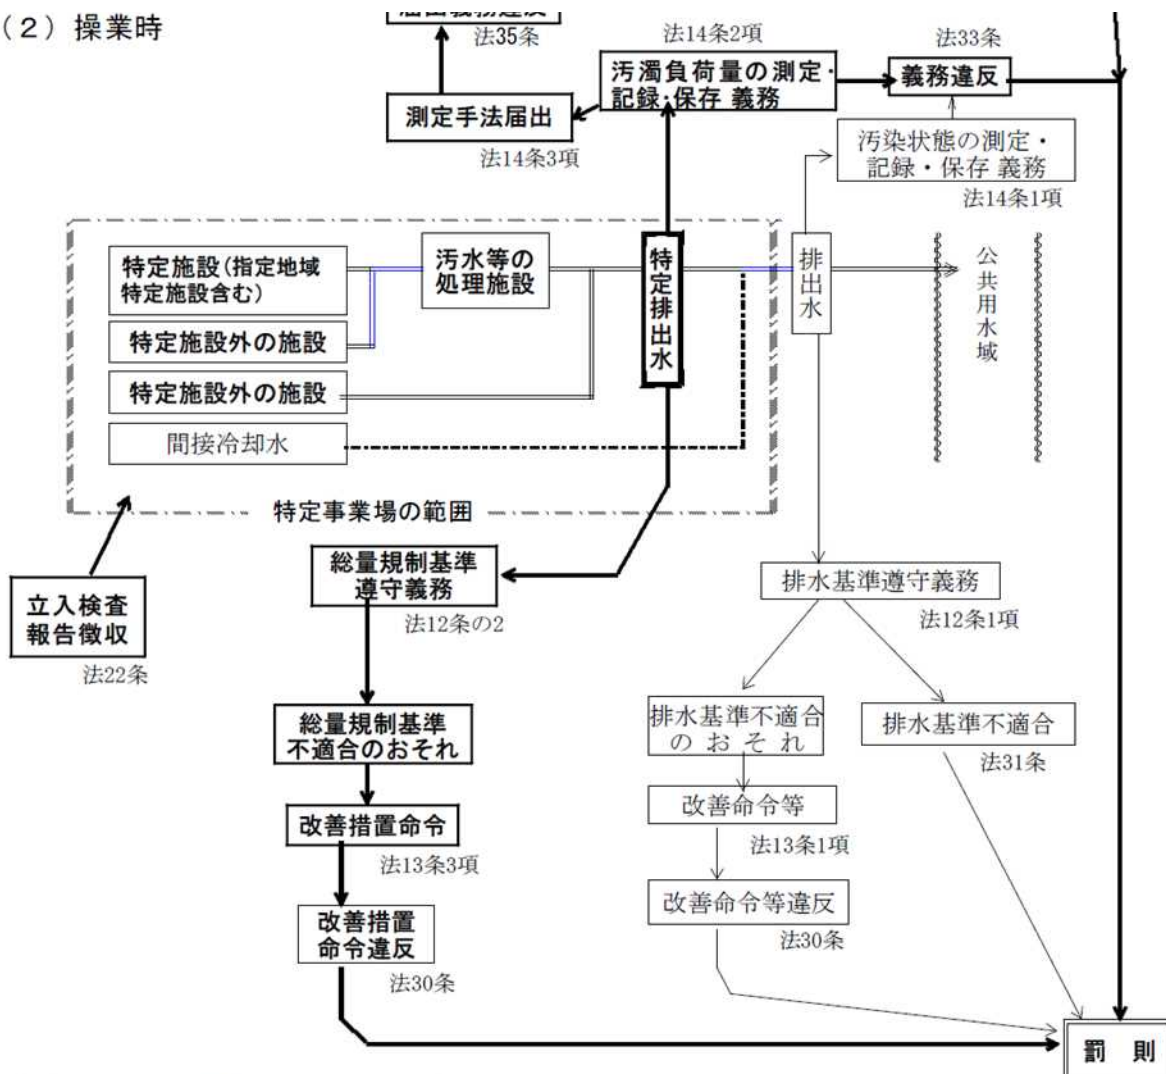 （2）操業時
届出義務違反
法35条
法14条2項
法33条
汚濁負荷量の測定・
記録・保存 義務
義務違反
測定手法届出
法14条3項
汚染状態の測定・
記録・保存 義務
法14条1項
特定施設（指定地域
特定施設含む）
汚水等の
処理施設
特定排出水
排出水
公共用水域
特定施設外の施設
特定施設外の施設
間接冷却水
特定事業場の範囲
立入検査
報告徴収
法22条
総量規制基準
遵守義務
法12条の2
排水基準遵守義務
法12条1項
総量規制基準
不適合のおそれ
排水基準不適合
のおそれ
排水基準不適合
法31条
改善措置命令
法13条3項
改善命令等
法13条1項
改善措置
命令違反
法30条
改善命令等違反
法30条
罰 則